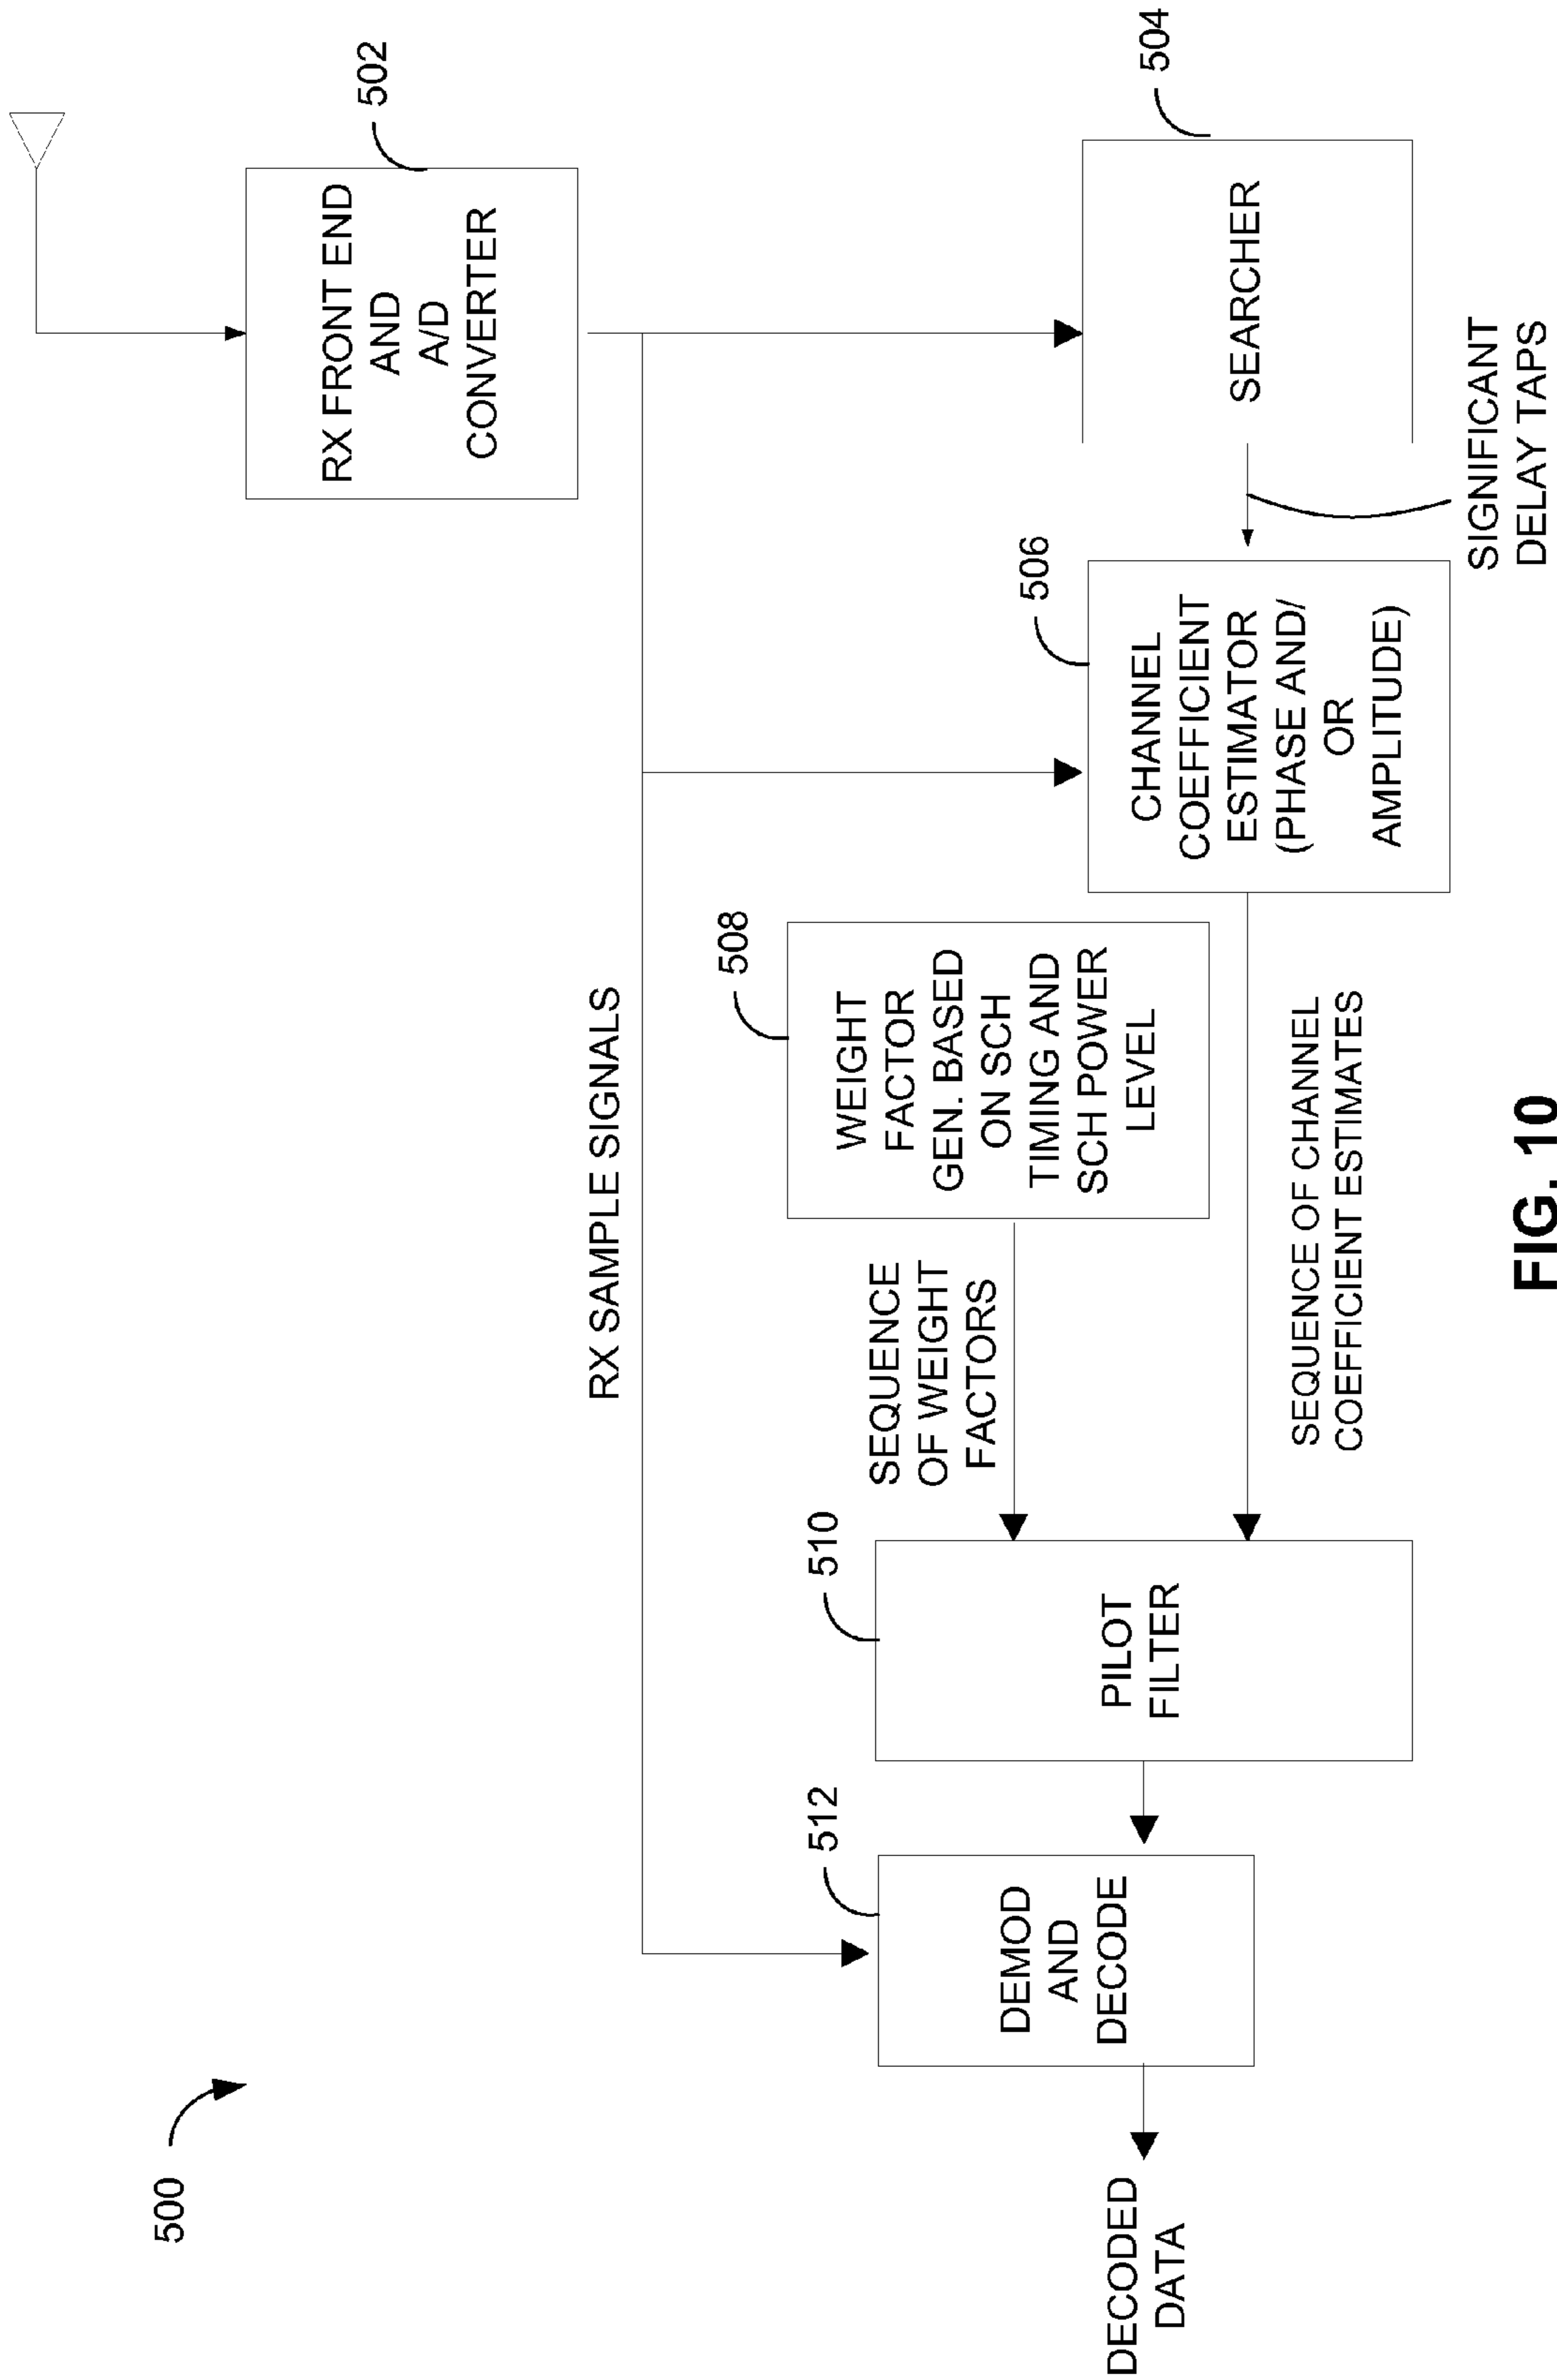 500
RX FRONT END
AND
A/D
CONVERTER
502
RX SAMPLE SIGNALS
512
DEMOD
AND
DECODE
DECODED
DATA
510
PILOT
FILTER
SEQUENCE
OF WEIGHT
FACTORS
508
WEIGHT
FACTOR
GEN. BASED
ON SCH
TIMING AND
SCH POWER
LEVEL
SEQUENCE OF CHANNEL
COEFFICIENT ESTIMATES
506
CHANNEL
COEFFICIENT
ESTIMATOR
(PHASE AND/
OR
AMPLITUDE)
504
SEARCHER
SIGNIFICANT
DELAY TAPS
FIG. 10